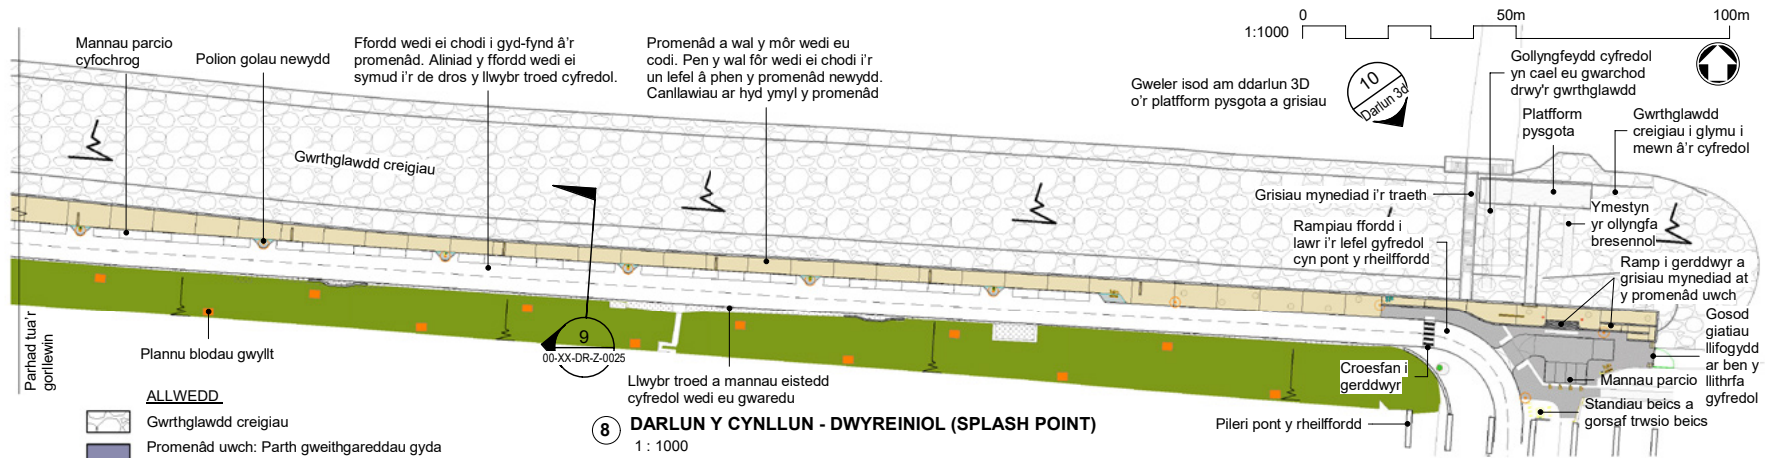 0 50m 100m
1:1000
Mannau parcio
cyfochrog
Polion golau newydd
Ffordd wedi ei chodi i gyd-fynd â'r
promenâd. Aliniad y ffordd wedi ei
symud i'r de dros y llwybr troed cyfredol.
Promenâd a wal y môr wedi eu
codi. Pen y wal fôr wedi ei chodi i'r
un lefel â phen y promenâd newydd.
Canllawiau ar hyd ymyl y promenâd
Gweler isod am ddarlun 3D
o'r platfform pysgota a grisiau
10
Darlun 3d
Gollyngfeydd cyfredol
yn cael eu gwarchod
drwy'r gwrthglawdd
Platfform
pysgota
Gwrthglawdd
creigiau i glymu i
mewn â'r cyfredol
Gwrthglawdd creigiau
Grisiau mynediad i'r traeth
Rampiau ffordd i
lawr i'r lefel gyfredol
cyn pont y rheilffordd
Ymestyn
yr ollyngfa
bresennol
Ramp i gerddwyr a
grisiau mynediad at
y promenâd uwch
Gosod
giatiau
llifogydd
ar ben y
llithrfa
gyfredol
Parhad tua'r
gorllewin
Plannu blodau gwyllt
9
00-XX-DR-Z-0025
Llwybr troed a mannau eistedd
cyfredol wedi eu gwaredu
Croesfan i
gerddwyr
Mannau parcio
Standiau beics a
gorsaf trwsio beics
Pileri pont y rheilffordd
ALLWEDD
Gwrthglawdd creigiau
Promenâd uwch: Parth gweithgareddau gyda
8 DARLUN Y CYNLLUN - DWYREINIOL (SPLASH POINT)
1 : 1000